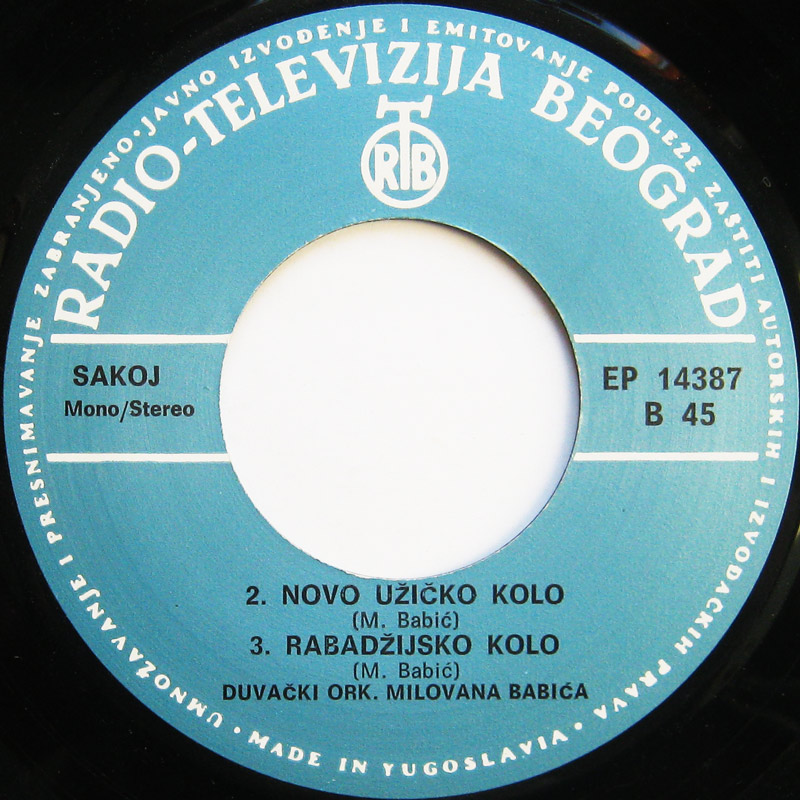 UMNOŽAVANJE I PRESNIMAVANJE ZABRANJENO • JAVNO IZVOĐENJE I EMITOVANJE PODLEŽE ZAŠTITI AUTORSKIH I IZVOĐAČKIH PRAVA •
RADIO-TELEVIZIJA BEOGRAD
RTB
SAKOJ
Mono/Stereo
EP 14387
B 45
2. NOVO UŽIČKO KOLO
(M. Babić)
3. RABADŽIJSKO KOLO
(M. Babić)
DUVAČKI ORK. MILOVANA BABIĆA
• MADE IN YUGOSLAVIA •